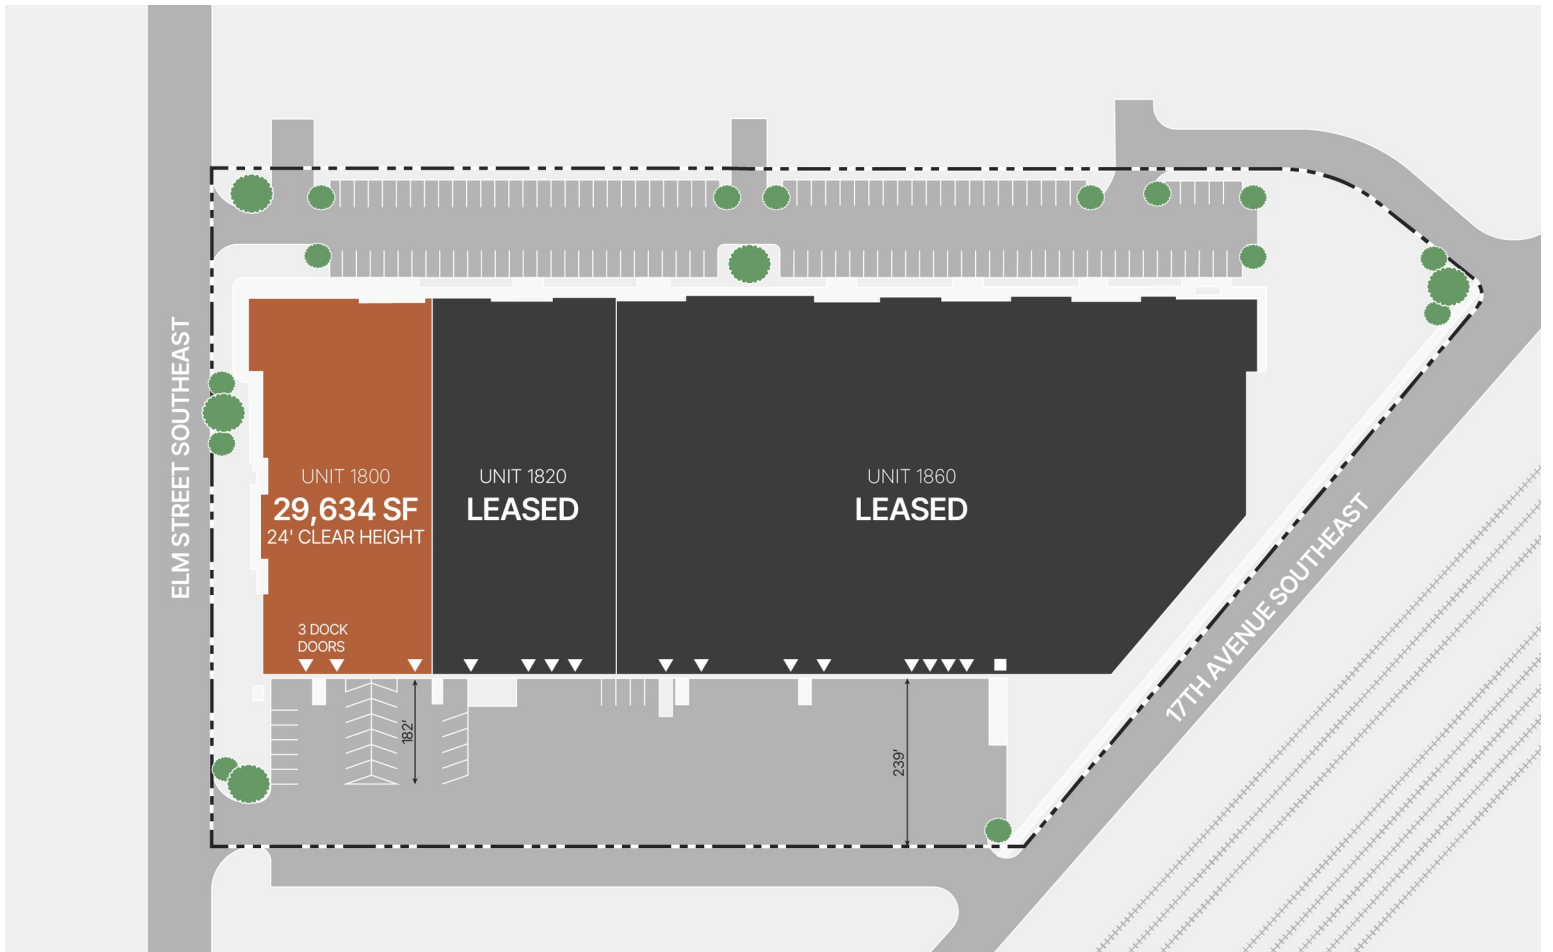 ELM STREET SOUTHEAST
UNIT 1800
29,634 SF
24' CLEAR HEIGHT
3 DOCK
DOORS
UNIT 1820
LEASED
UNIT 1860
LEASED
182'
239'
17TH AVENUE SOUTHEAST